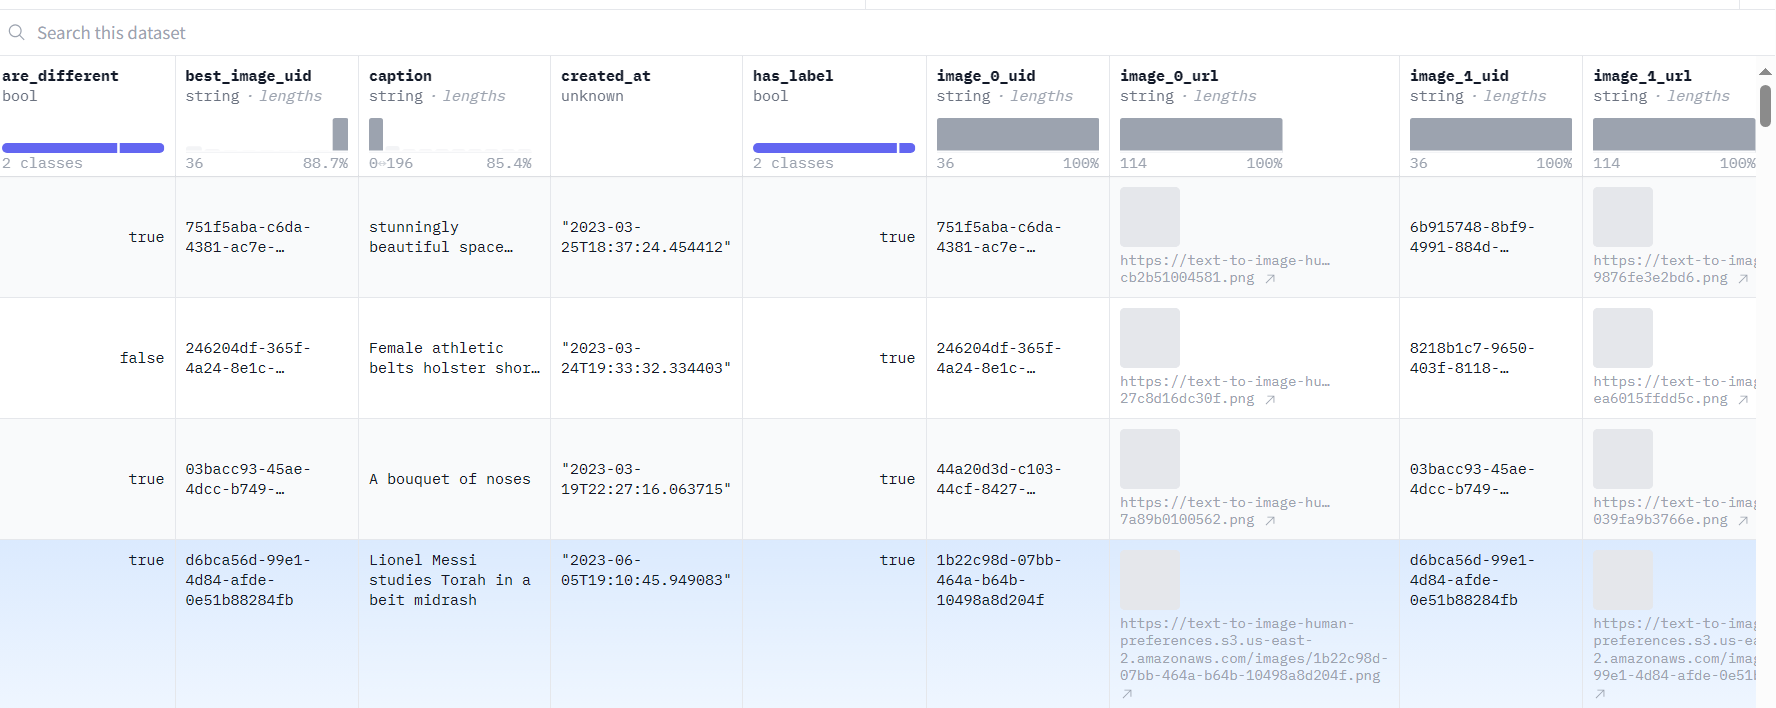 Search this dataset
are_different best_image_uid caption created_at has_label image_0_uid image_0_url image_1_uid image_1_url
bool string · lengths string · lengths unknown bool string · lengths string · lengths string · lengths string · lengths
2 classes 36 88.7% 0↔196 85.4% 2 classes 36 100% 114 100% 36 100% 114 100%
true
751f5aba-c6da-
4381-ac7e-…
stunningly
beautiful space…
"2023-03-
25T18:37:24.454412"
true
751f5aba-c6da-
4381-ac7e-…
https://text-to-image-hu…
cb2b51004581.png ↗
6b915748-8bf9-
4991-884d-…
https://text-to-imag
9876fe3e2bd6.png ↗
false
246204df-365f-
4a24-8e1c-…
Female athletic
belts holster shor…
"2023-03-
24T19:33:32.334403"
true
246204df-365f-
4a24-8e1c-…
https://text-to-image-hu…
27c8d16dc30f.png ↗
8218b1c7-9650-
403f-8118-…
https://text-to-imag
ea6015ffdd5c.png ↗
true
03bacc93-45ae-
4dcc-b749-…
A bouquet of noses
"2023-03-
19T22:27:16.063715"
true
44a20d3d-c103-
44cf-8427-…
https://text-to-image-hu…
7a89b0100562.png ↗
03bacc93-45ae-
4dcc-b749-…
https://text-to-imag
039fa9b3766e.png ↗
true
d6bca56d-99e1-
4d84-afde-
0e51b88284fb
Lionel Messi
studies Torah in a
beit midrash
"2023-06-
05T19:10:45.949083"
true
1b22c98d-07bb-
464a-b64b-
10498a8d204f
https://text-to-image-human-
preferences.s3.us-east-
2.amazonaws.com/images/1b22c98d-
07bb-464a-b64b-10498a8d204f.png
↗
d6bca56d-99e1-
4d84-afde-
0e51b88284fb
https://text-to-imag
preferences.s3.us-ea
2.amazonaws.com/imag
99e1-4d84-afde-0e51b
↗